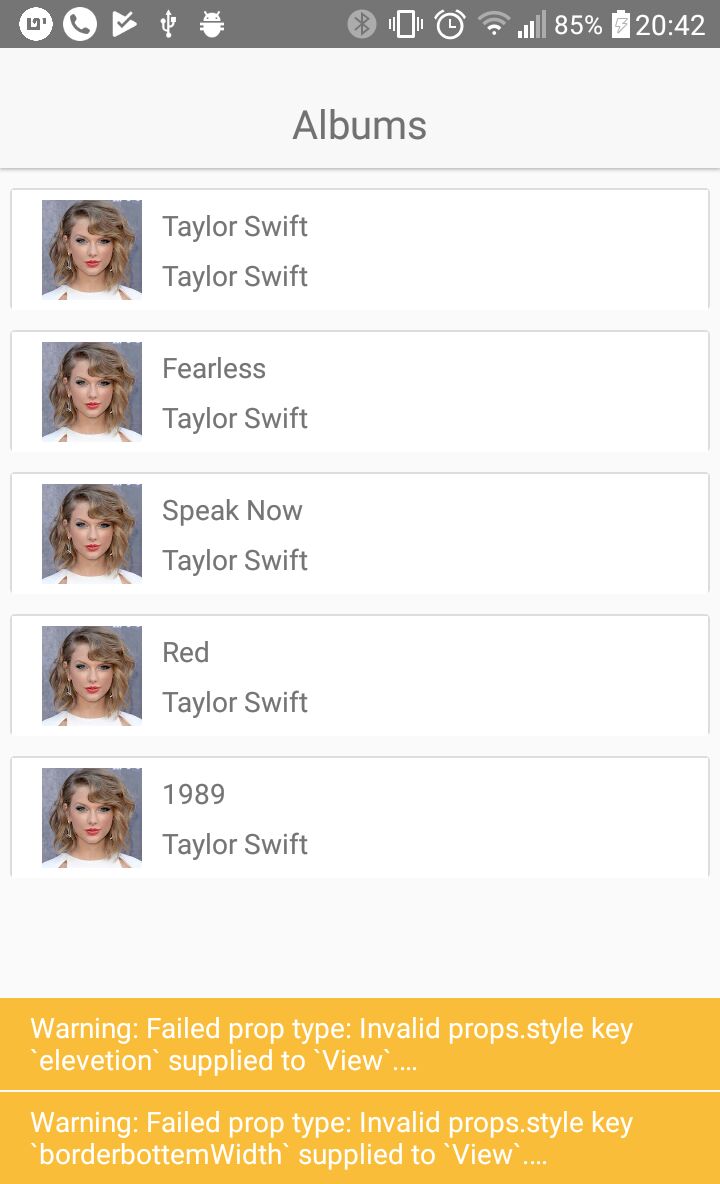 85% 20:42
Albums
Taylor Swift
Taylor Swift
Fearless
Taylor Swift
Speak Now
Taylor Swift
Red
Taylor Swift
1989
Taylor Swift
Warning: Failed prop type: Invalid props.style key
`elevetion` supplied to `View`....
Warning: Failed prop type: Invalid props.style key
`borderbottemWidth` supplied to `View`....